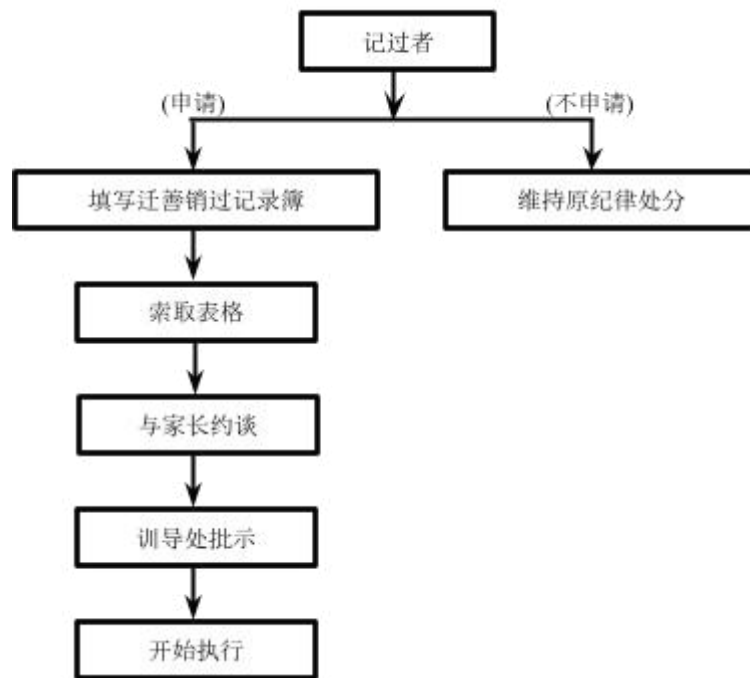 记过者
(申请)
(不申请)
填写迁善销过记录簿
维持原纪律处分
索取表格
与家长约谈
训导处批示
开始执行